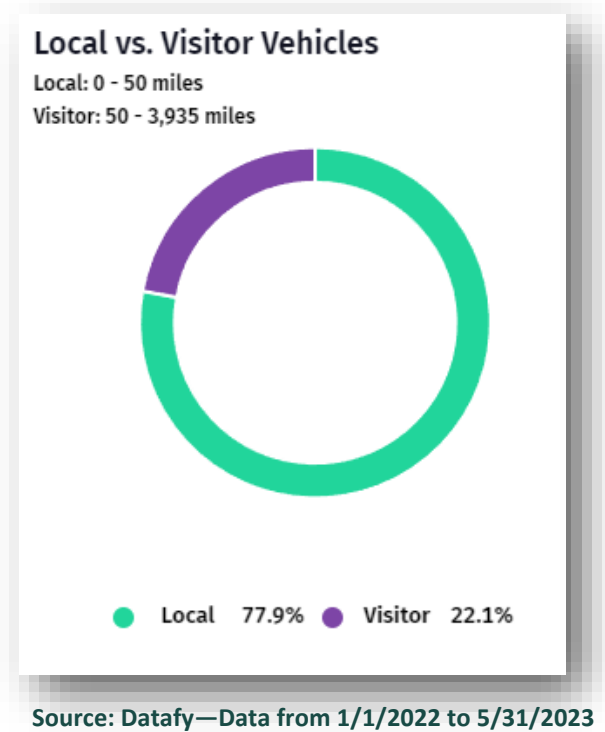 Local vs. Visitor Vehicles
Local: 0 - 50 miles
Visitor: 50 - 3,935 miles
Local 77.9% Visitor 22.1%
Source: Datafy—Data from 1/1/2022 to 5/31/2023